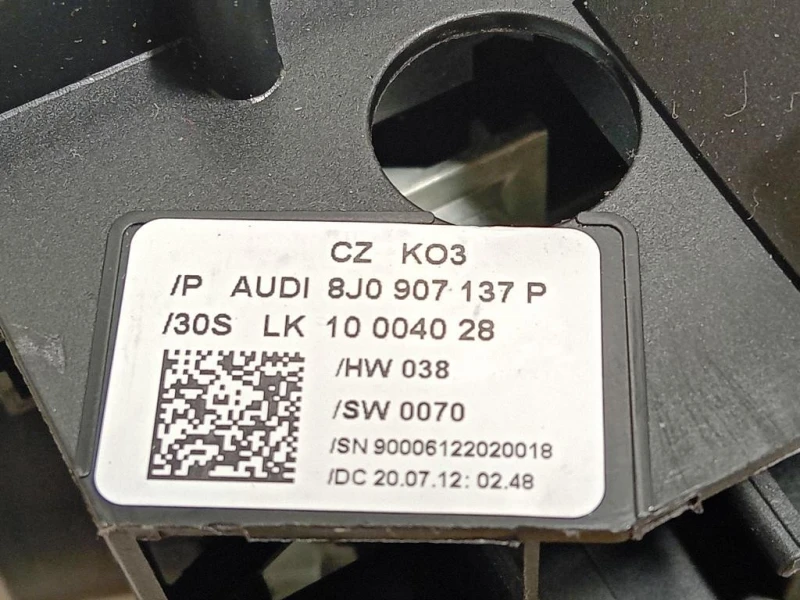 CZ KO3
/P AUDI 8J0 907 137 P
/30S LK 10 0040 28
/HW 038
/SW 0070
/SN 90006122020018
/DC 20.07.12: 02.48